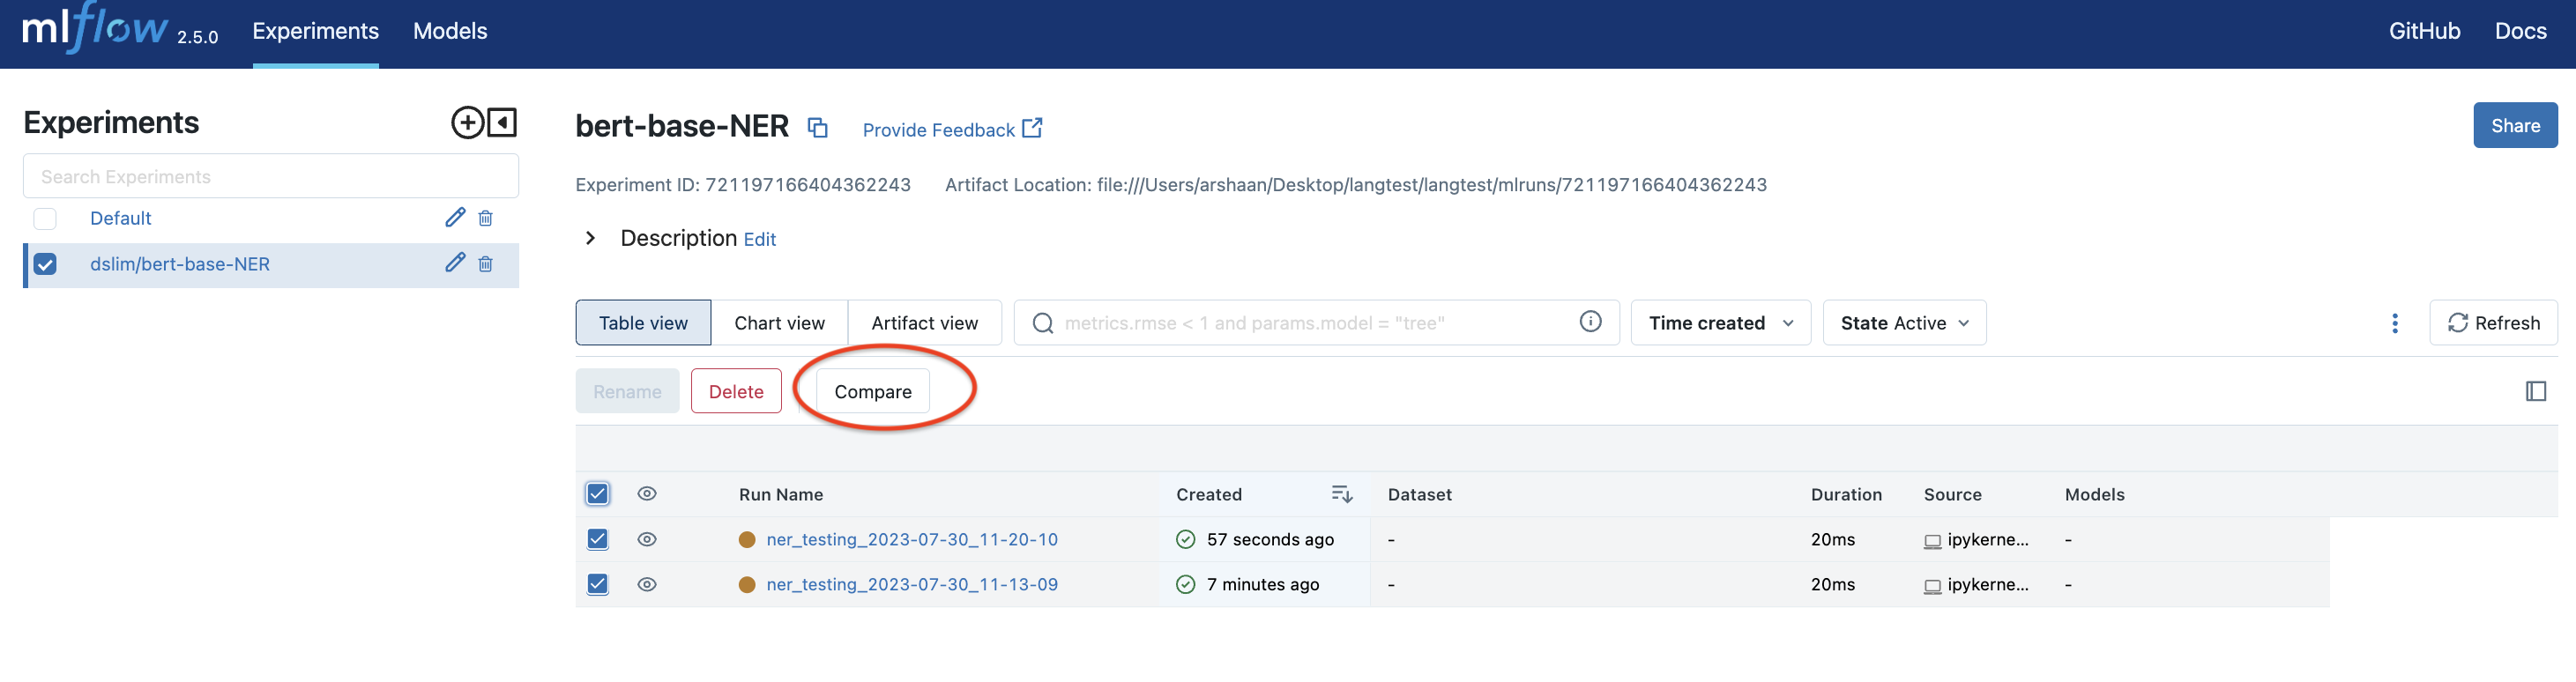 mlflow 2.5.0 Experiments Models GitHub Docs
Experiments
Search Experiments
Default
dslim/bert-base-NER
bert-base-NER Provide Feedback Share
Experiment ID: 721197166404362243 Artifact Location: file:///Users/arshaan/Desktop/langtest/langtest/mlruns/721197166404362243
Description Edit
Table view Chart view Artifact view metrics.rmse < 1 and params.model = "tree" Time created State Active Refresh
Rename Delete Compare
Run Name Created Dataset Duration Source Models
ner_testing_2023-07-30_11-20-10 57 seconds ago - 20ms ipykerne... -
ner_testing_2023-07-30_11-13-09 7 minutes ago - 20ms ipykerne... -